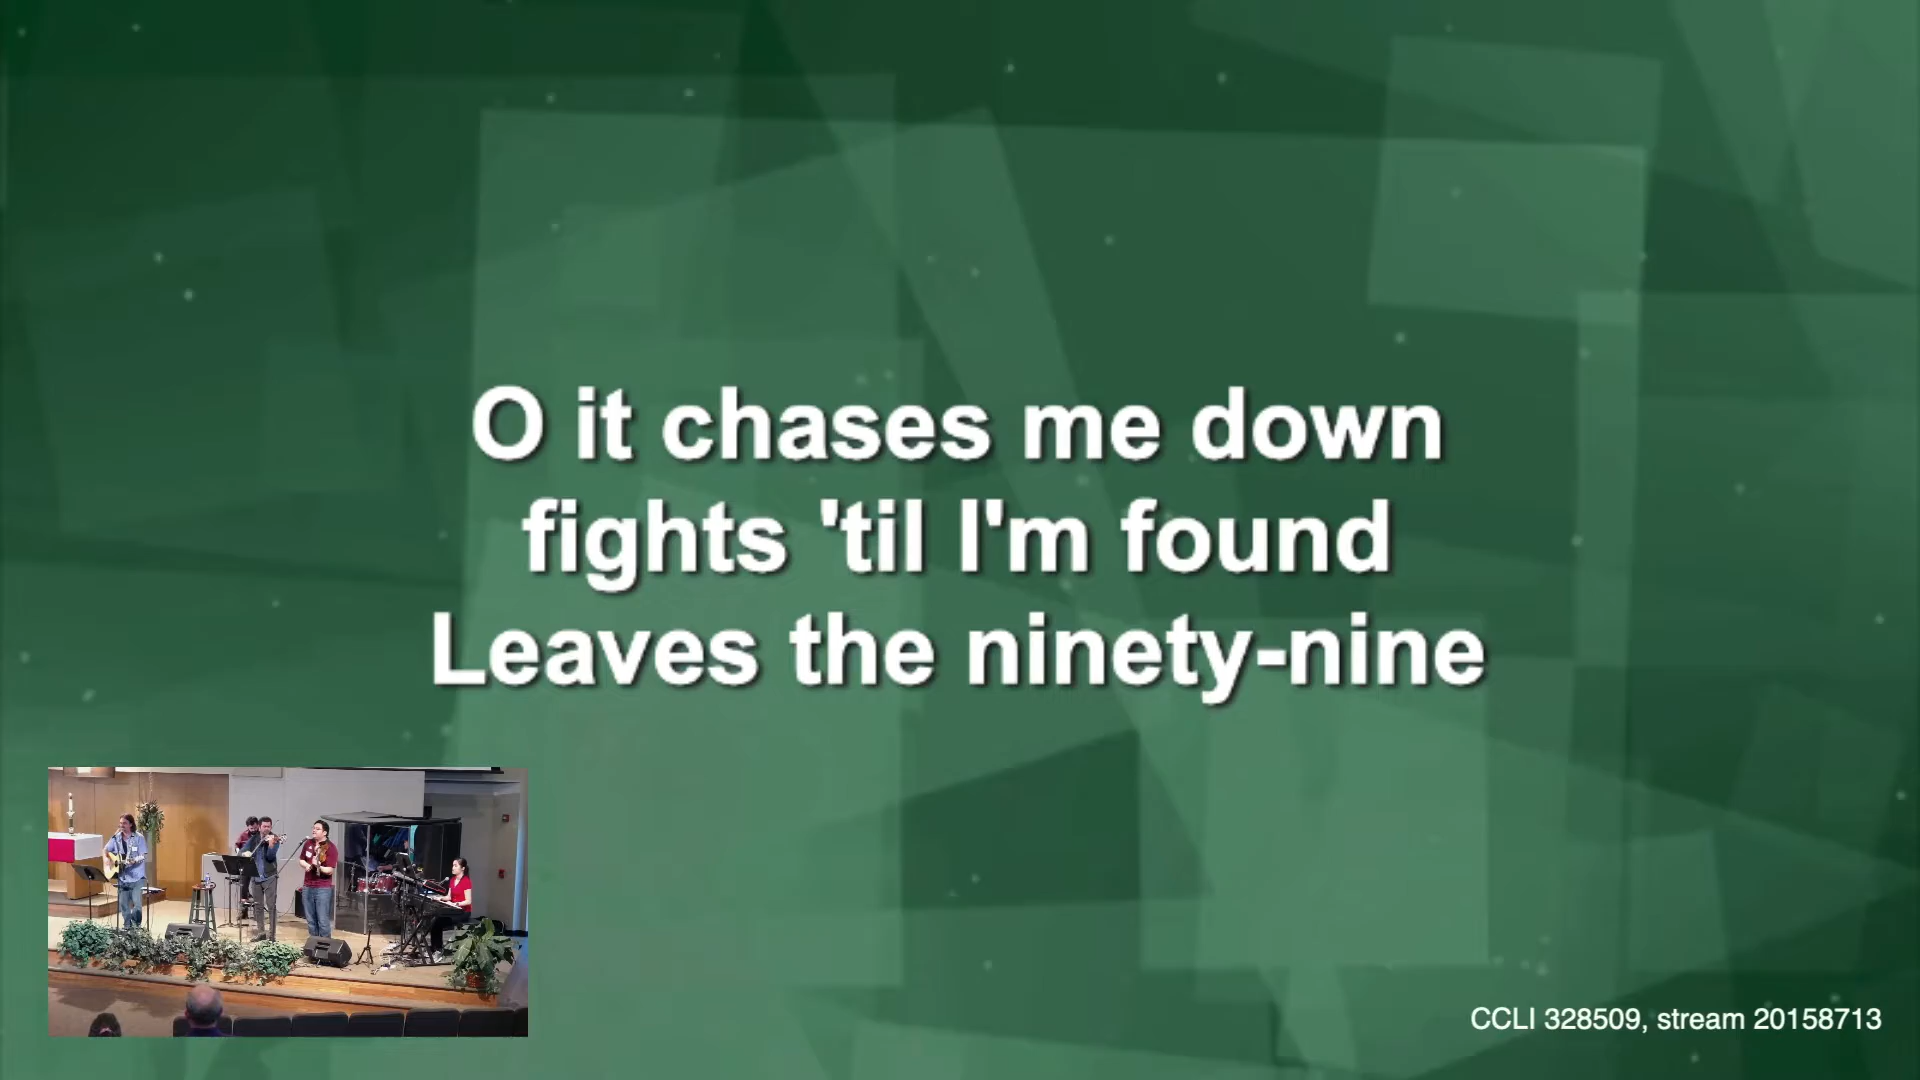 O it chases me down
fights 'til I'm found
Leaves the ninety-nine
CCLI 328509, stream 20158713